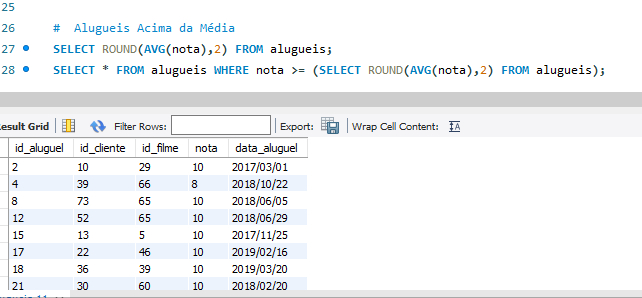 25
26 # Alugueis Acima da Média
27 SELECT ROUND(AVG(nota),2) FROM alugueis;
28 SELECT * FROM alugueis WHERE nota >= (SELECT ROUND(AVG(nota),2) FROM alugueis);
Result Grid Filter Rows: Export: Wrap Cell Content: IA
id_aluguel id_cliente id_filme nota data_aluguel
2 10 29 10 2017/03/01
4 39 66 8 2018/10/22
8 73 65 10 2018/06/05
12 52 65 10 2018/06/29
15 13 5 10 2017/11/25
17 22 46 10 2019/02/16
18 36 39 10 2019/03/20
21 30 60 10 2018/02/20